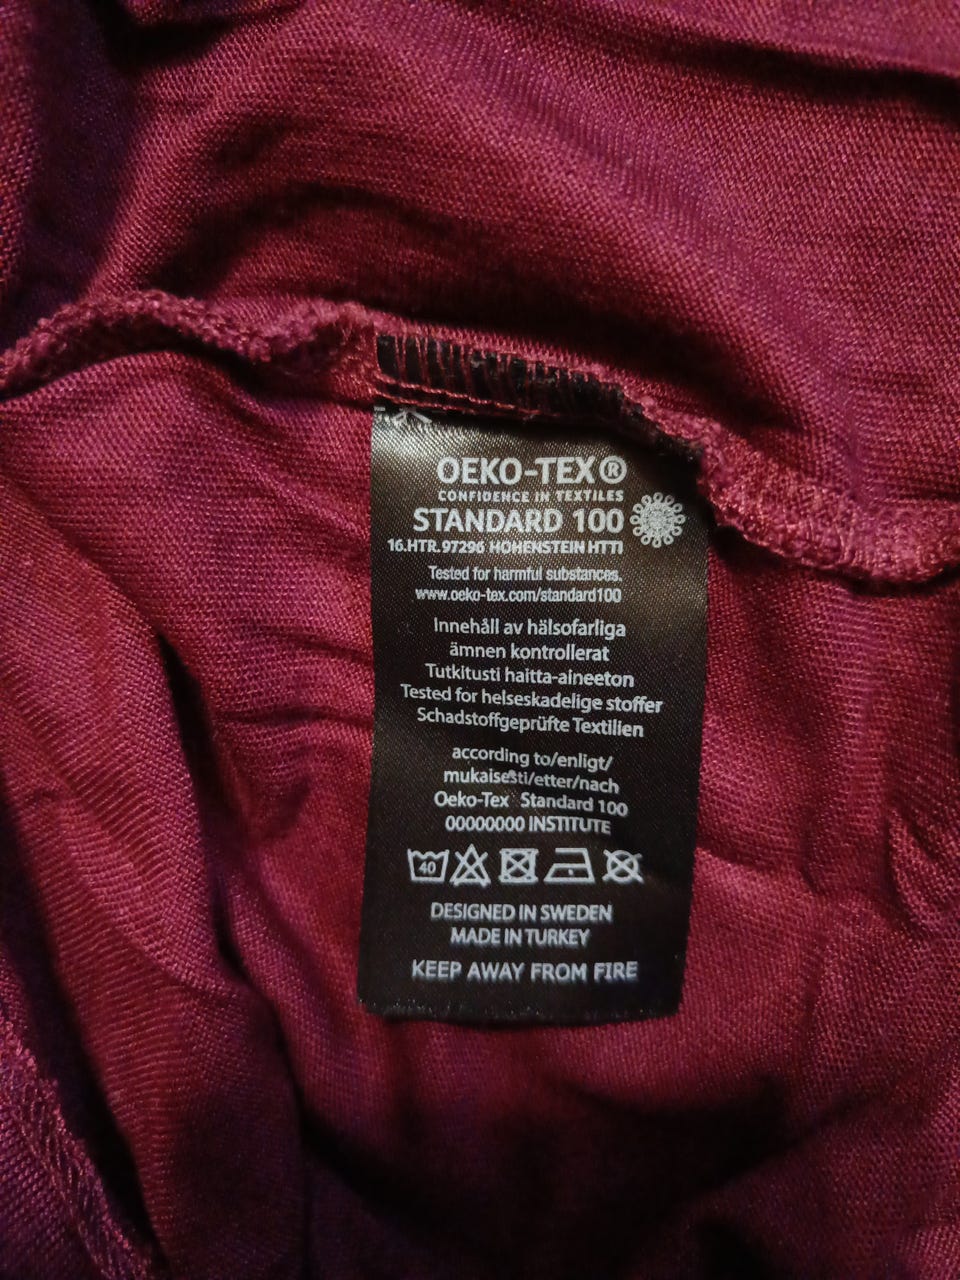 OEKO-TEX®
CONFIDENCE IN TEXTILES
STANDARD 100
16.HTR.97296 HOHENSTEIN HTTI
Tested for harmful substances.
www.oeko-tex.com/standard100
Innehåll av hälsofarliga
ämnen kontrollerat
Tutkitusti haitta-aineeton
Tested for helseskadelige stoffer
Schadstoffgeprüfte Textilien
according to/enligt/
mukaisesti/etter/nach
Oeko-Tex Standard 100
00000000 INSTITUTE
40
DESIGNED IN SWEDEN
MADE IN TURKEY
KEEP AWAY FROM FIRE